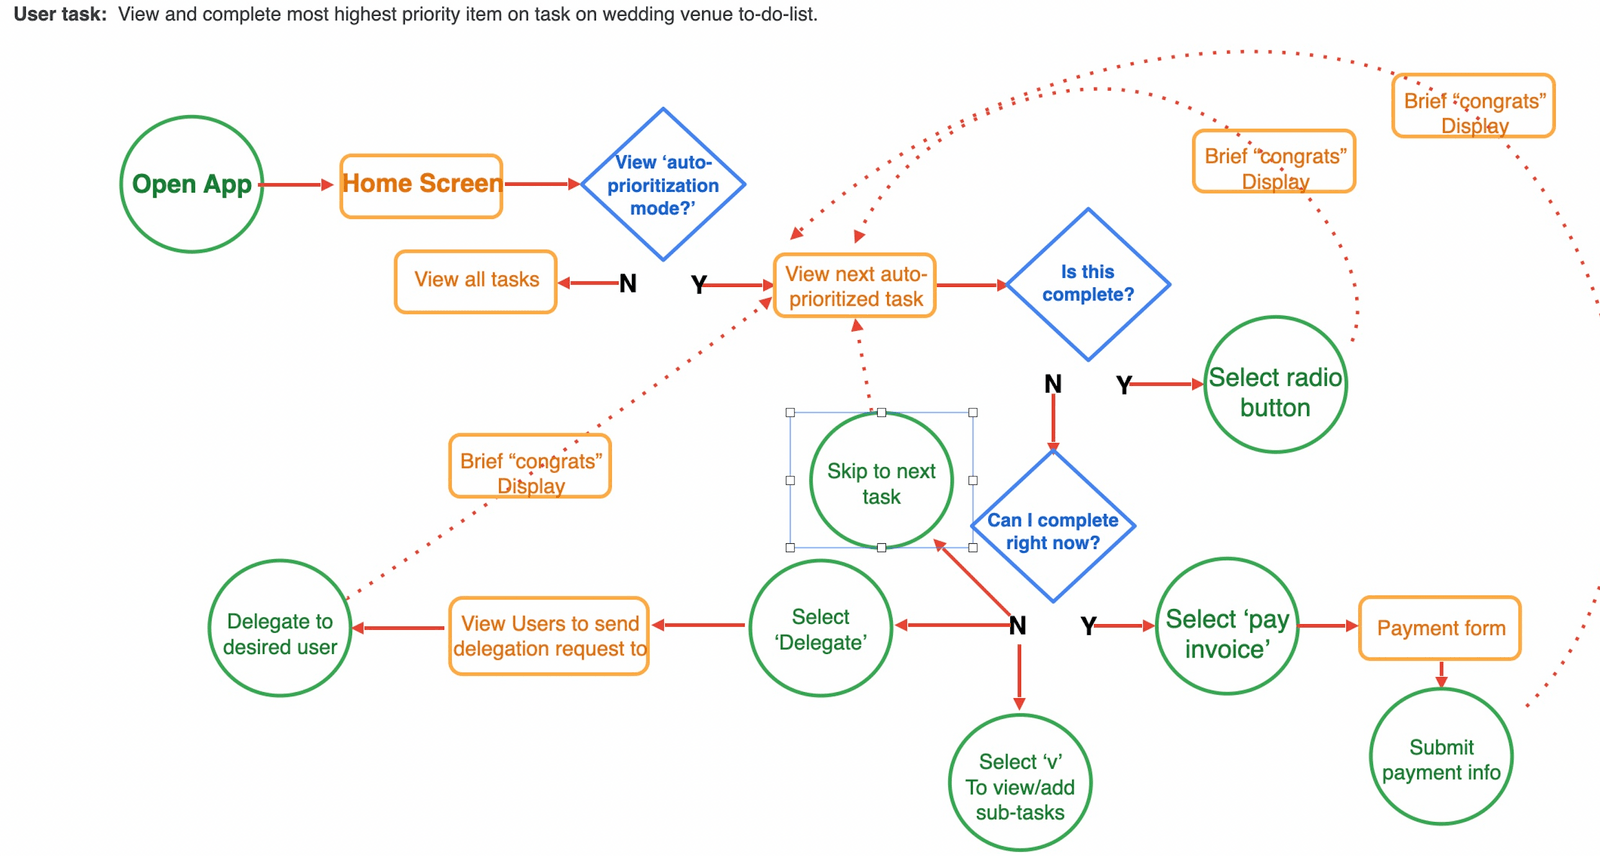 User task: View and complete most highest priority item on task on wedding venue to-do-list.
Brief “congrats”
Display
Brief “congrats”
Display
Open App
Home Screen
View ‘auto-
prioritization
mode?’
View all tasks
N
Y
View next auto-
prioritized task
Is this
complete?
N
Y
Select radio
button
Brief “congrats”
Display
Skip to next
task
Can I complete
right now?
Delegate to
desired user
View Users to send
delegation request to
Select
‘Delegate’
N
Y
Select ‘pay
invoice’
Payment form
Select ‘v’
To view/add
sub-tasks
Submit
payment info